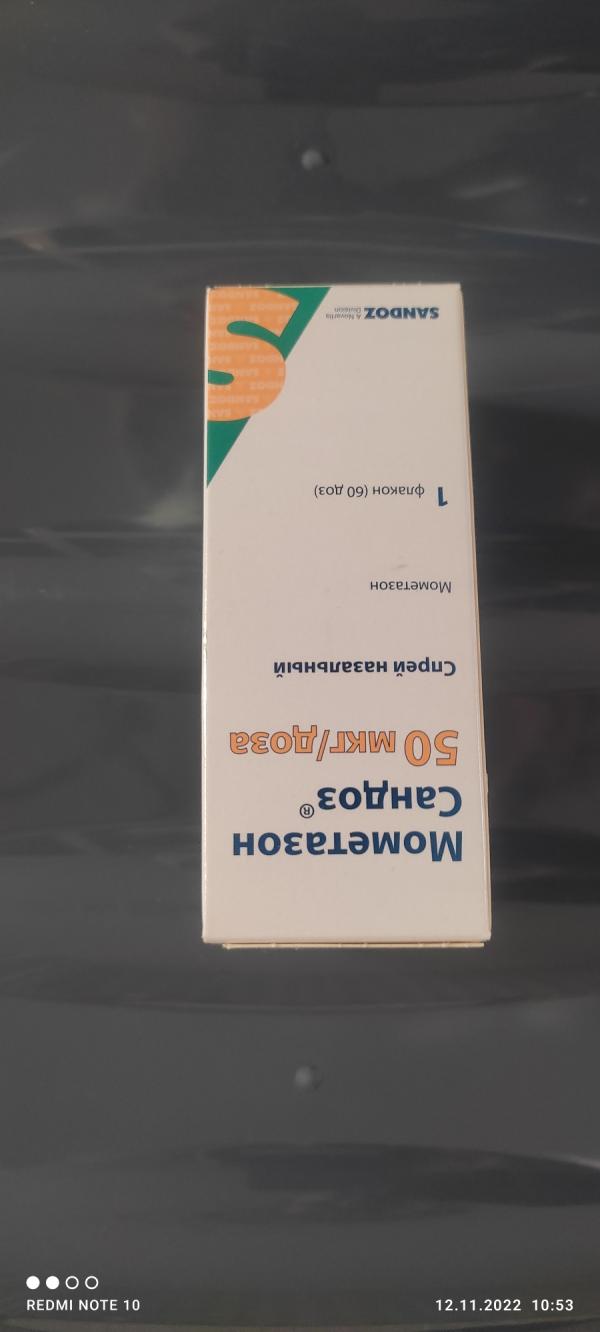 Мометазон
Сандоз®
50 мкг/доза
Спрей назальный
Мометазон
1 флакон (60 доз)
SANDOZ A Novartis
Division
REDMI NOTE 10
12.11.2022 10:53